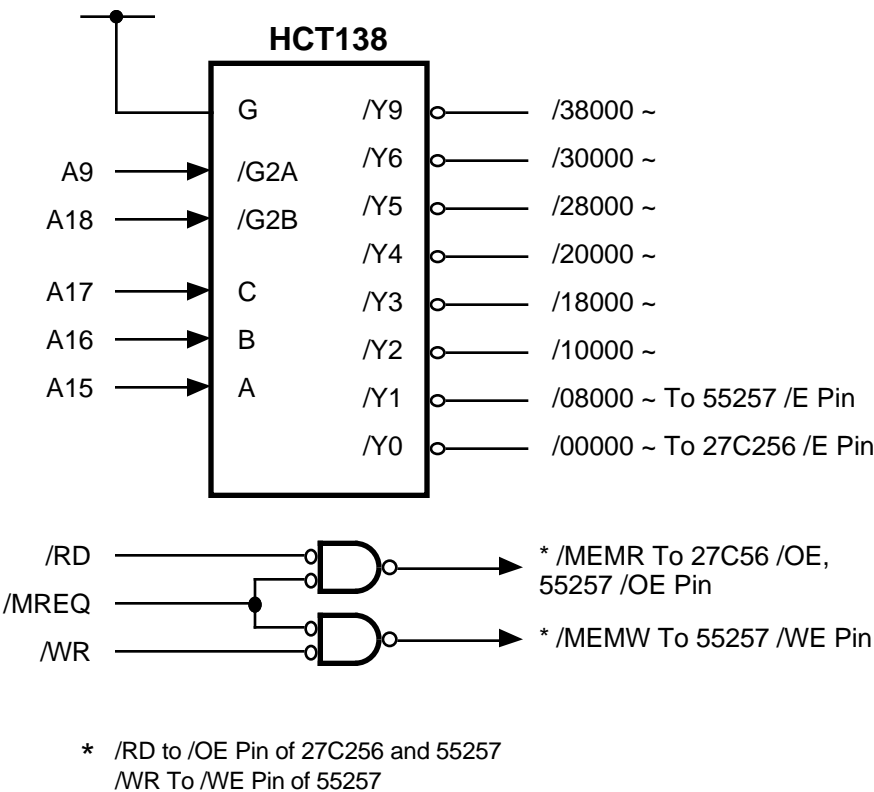 HCT138
G /Y9 /38000 ~
A9 /G2A /Y6 /30000 ~
A18 /G2B /Y5 /28000 ~
/Y4 /20000 ~
A17 C /Y3 /18000 ~
A16 B /Y2 /10000 ~
A15 A /Y1 /08000 ~ To 55257 /E Pin
/Y0 /00000 ~ To 27C256 /E Pin
/RD * /MEMR To 27C56 /OE,
55257 /OE Pin
/MREQ
/WR * /MEMW To 55257 /WE Pin
* /RD to /OE Pin of 27C256 and 55257
/WR To /WE Pin of 55257